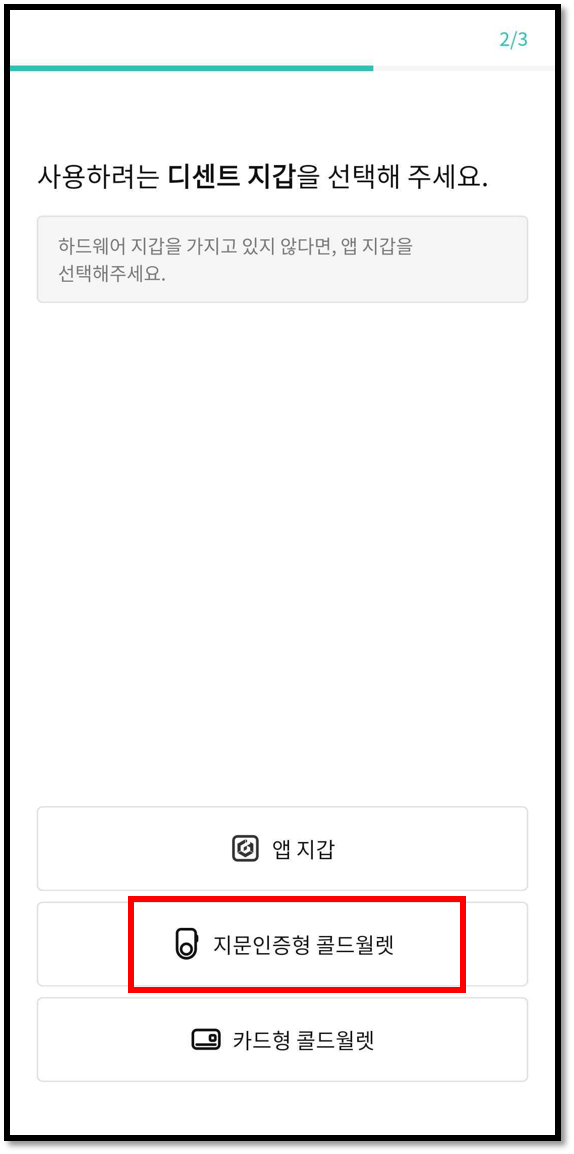 2/3
사용하려는 디센트 지갑을 선택해 주세요.
하드웨어 지갑을 가지고 있지 않다면, 앱 지갑을
선택해주세요.
앱 지갑
지문인증형 콜드월렛
카드형 콜드월렛